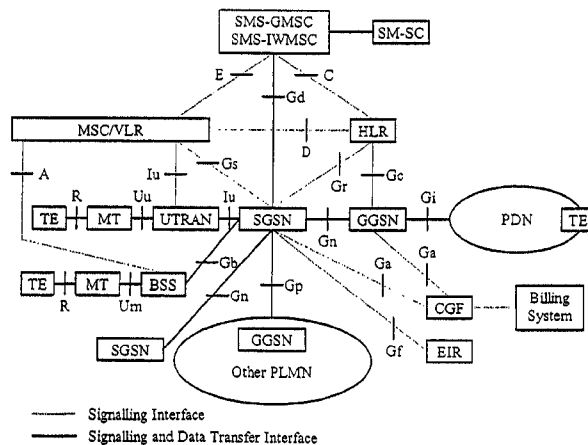 SMS-GMSC
SMS-IWMSC
SM-SC
E
C
Gd
MSC/VLR
HLR
D
A
Iu
Gs
Gr
Gc
R
Uu
Iu
Gi
TE
MT
UTRAN
SGSN
GGSN
PDN
TE
Gn
Gb
Ga
Ga
TE
MT
BSS
R
Um
Gn
Gp
CGF
Billing
System
SGSN
GGSN
Gf
EIR
Other PLMN
Signalling Interface
Signalling and Data Transfer Interface